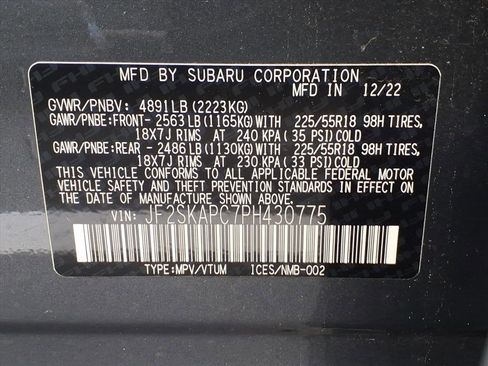 MFD BY SUBARU CORPORATION
MFD IN 12/22
GVWR/PNBV: 4891LB (2223KG)
GAWR/PNBE:FRONT-2563LB(1165KG)WITH 225/55R18 98H TIRES,
18X7J RIMS AT 240 KPA ( 35 PSI)COLD
GAWR/PNBE:REAR -2486LB(1130KG)WITH 225/55R18 98H TIRES,
18X7J RIMS AT 230 KPA ( 33 PSI)COLD
THIS VEHICLE CONFORMS TO ALL APPLICABLE FEDERAL MOTOR
VEHICLE SAFETY AND THEFT PREVENTION STANDARDS IN EFFECT ON
THE DATE OF MANUFACTURE SHOWN ABOVE.
VIN: JF2SKAPC7PH430775
TYPE:MPV/VTUM ICES/NMB-002